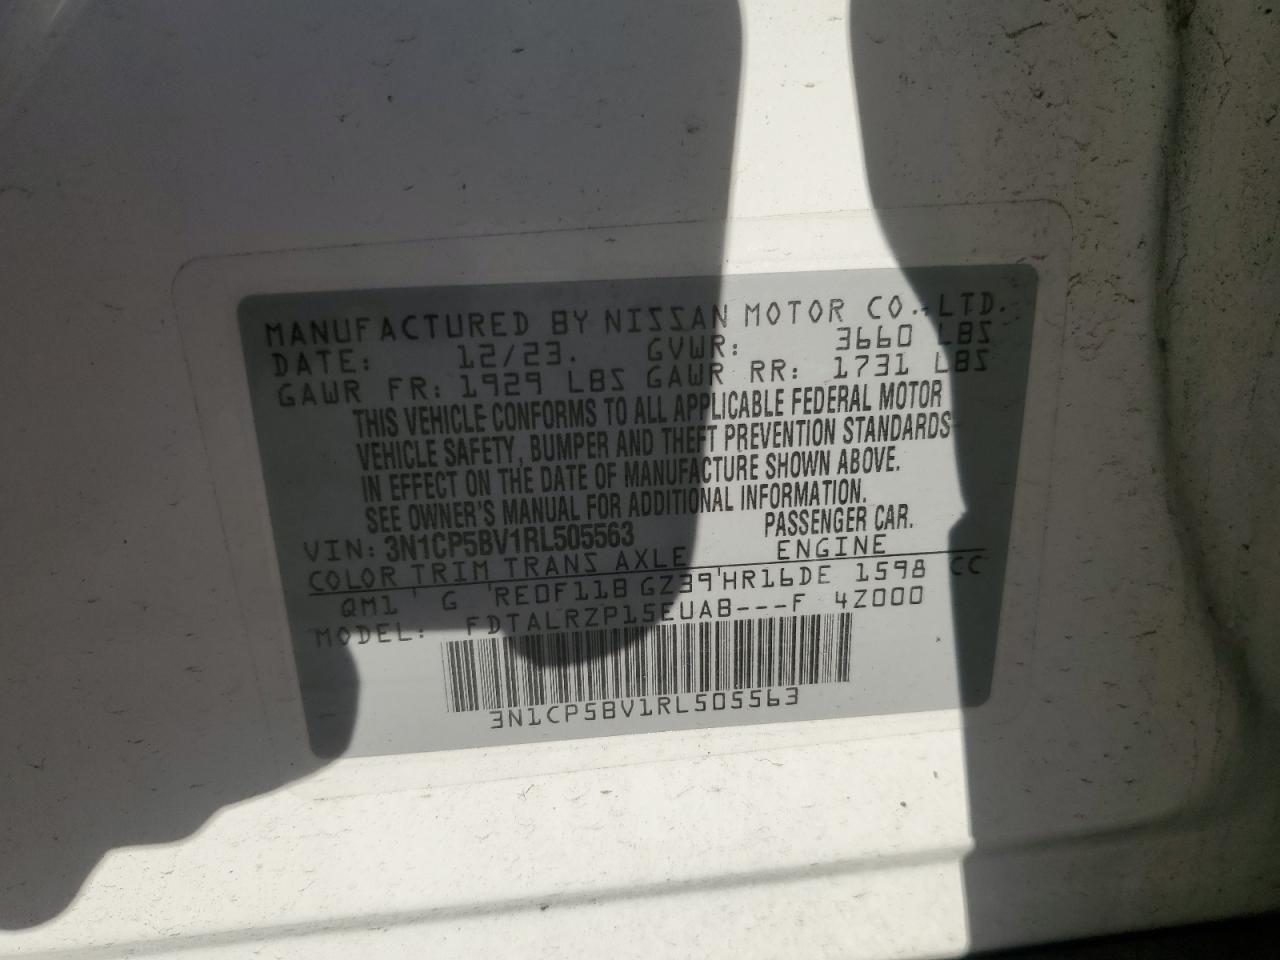 MANUFACTURED BY NISSAN MOTOR CO., LTD.
DATE: 12/23. GVWR: 3660 LBS
GAWR FR: 1929 LBS GAWR RR: 1731 LBS
THIS VEHICLE CONFORMS TO ALL APPLICABLE FEDERAL MOTOR
VEHICLE SAFETY, BUMPER AND THEFT PREVENTION STANDARDS
IN EFFECT ON THE DATE OF MANUFACTURE SHOWN ABOVE.
SEE OWNER'S MANUAL FOR ADDITIONAL INFORMATION.
PASSENGER CAR.
VIN: 3N1CP5BV1RL505563
COLOR TRIM TRANS AXLE ENGINE
QM1 ' G 'RE0F11B GZ39'HR16DE 1598 CC
MODEL: FDTALRZP15EUAB---F 4Z000
3N1CP5BV1RL505563